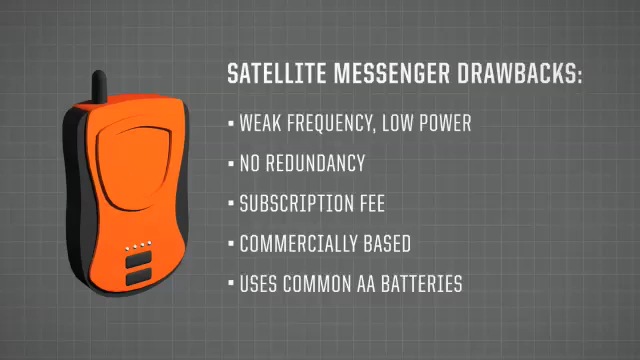 SATELLITE MESSENGER DRAWBACKS:
▪ WEAK FREQUENCY, LOW POWER
▪ NO REDUNDANCY
▪ SUBSCRIPTION FEE
▪ COMMERCIALLY BASED
▪ USES COMMON AA BATTERIES